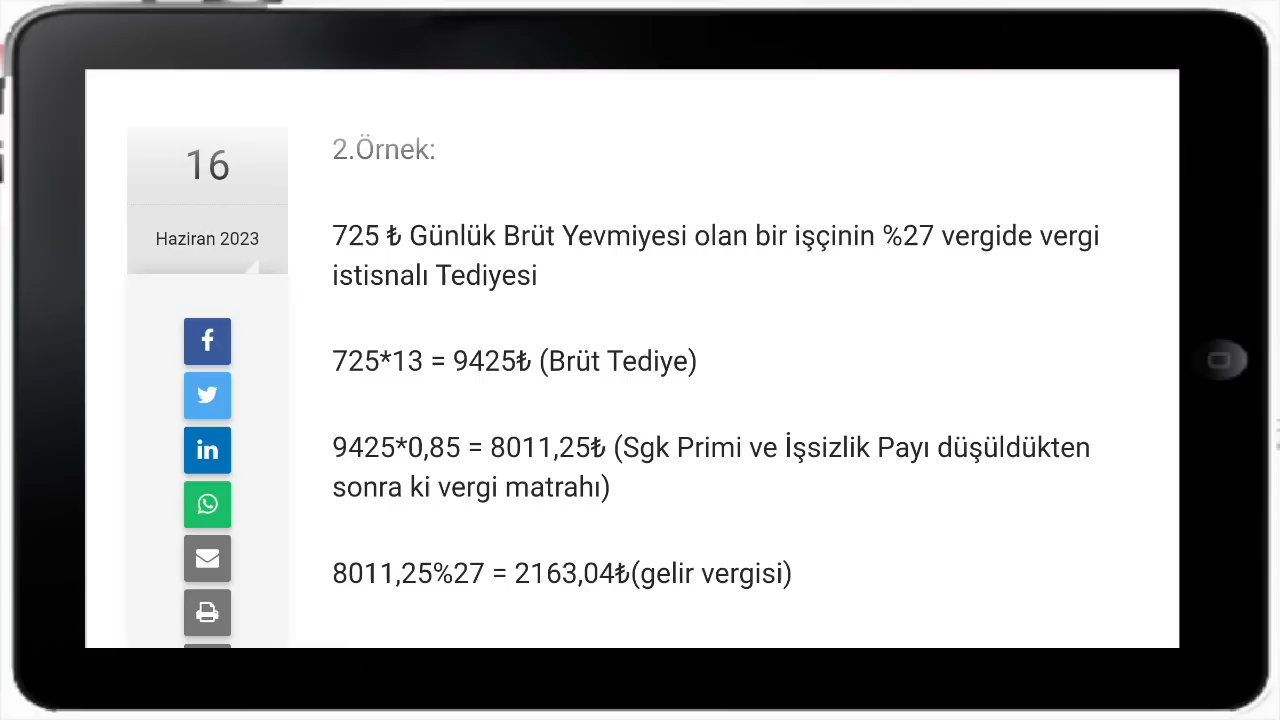 16
Haziran 2023
2.Örnek:
725 ₺ Günlük Brüt Yevmiyesi olan bir işçinin %27 vergide vergi
istisnalı Tediyesi
725*13 = 9425₺ (Brüt Tediye)
9425*0,85 = 8011,25₺ (Sgk Primi ve İşsizlik Payı düşüldükten
sonra ki vergi matrahı)
8011,25%27 = 2163,04₺(gelir vergisi)